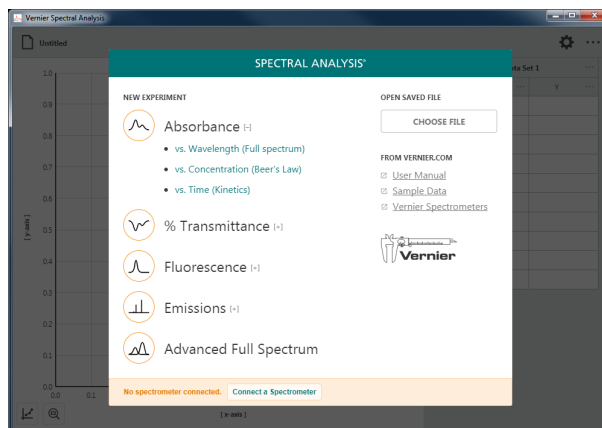 Vernier Spectral Analysis
Untitled
SPECTRAL ANALYSIS®
NEW EXPERIMENT
Absorbance [-]
vs. Wavelength (Full spectrum)
vs. Concentration (Beer's Law)
vs. Time (Kinetics)
% Transmittance [+]
Fluorescence [+]
Emissions [+]
Advanced Full Spectrum
OPEN SAVED FILE
CHOOSE FILE
FROM VERNIER.COM
User Manual
Sample Data
Vernier Spectrometers
Vernier
No spectrometer connected. Connect a Spectrometer
Set 1
Y
1.0
0.9
0.8
0.7
0.6
0.5
0.4
0.3
0.2
0.1
0.0
0.0 0.1
[ y-axis ]
[ x-axis ]